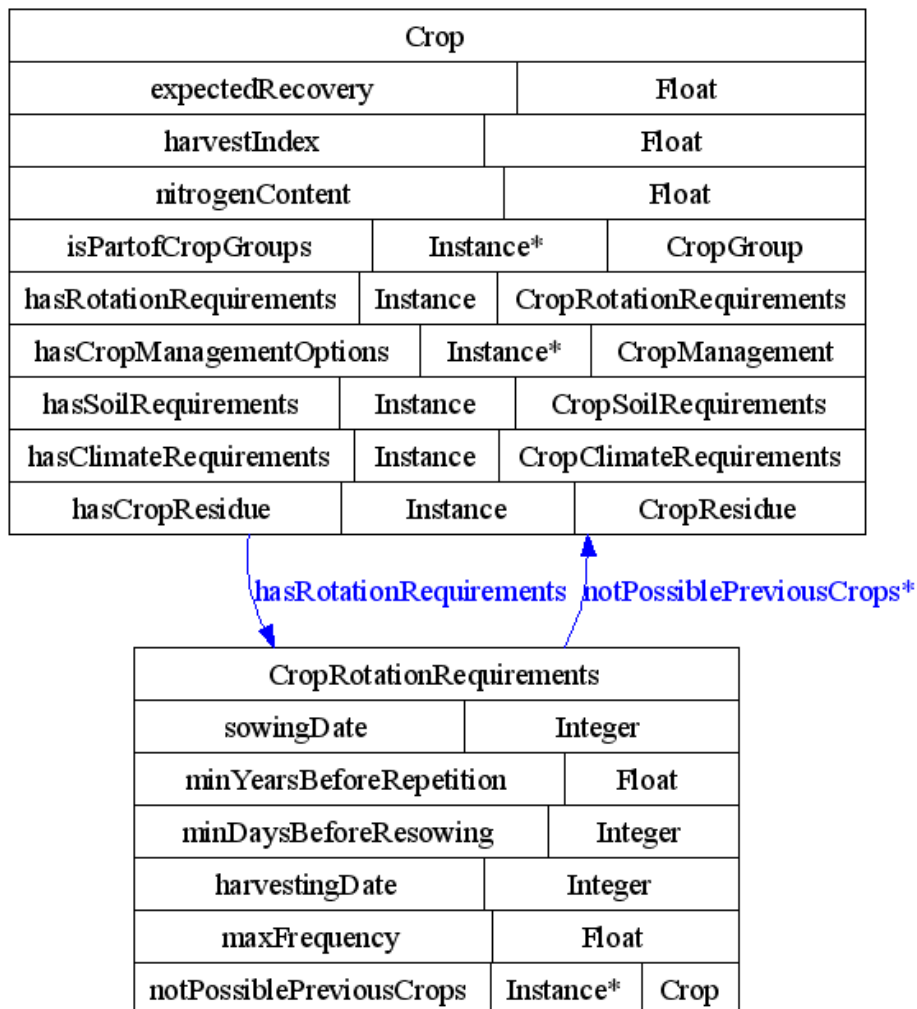 Crop
expectedRecovery Float
harvestIndex Float
nitrogenContent Float
isPartofCropGroups Instance* CropGroup
hasRotationRequirements Instance CropRotationRequirements
hasCropManagementOptions Instance* CropManagement
hasSoilRequirements Instance CropSoilRequirements
hasClimateRequirements Instance CropClimateRequirements
hasCropResidue Instance CropResidue
hasRotationRequirements notPossiblePreviousCrops*
CropRotationRequirements
sowingDate Integer
minYearsBeforeRepetition Float
minDaysBeforeResowing Integer
harvestingDate Integer
maxFrequency Float
notPossiblePreviousCrops Instance* Crop